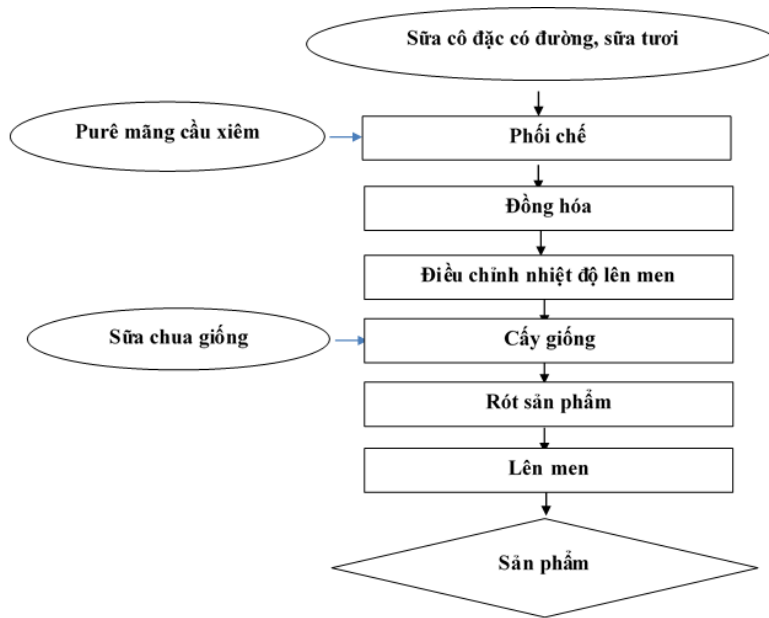 Sữa cô đặc có đường, sữa tươi
Purê mãng cầu xiêm
Phối chế
Đồng hóa
Điều chỉnh nhiệt độ lên men
Sữa chua giống
Cấy giống
Rót sản phẩm
Lên men
Sản phẩm